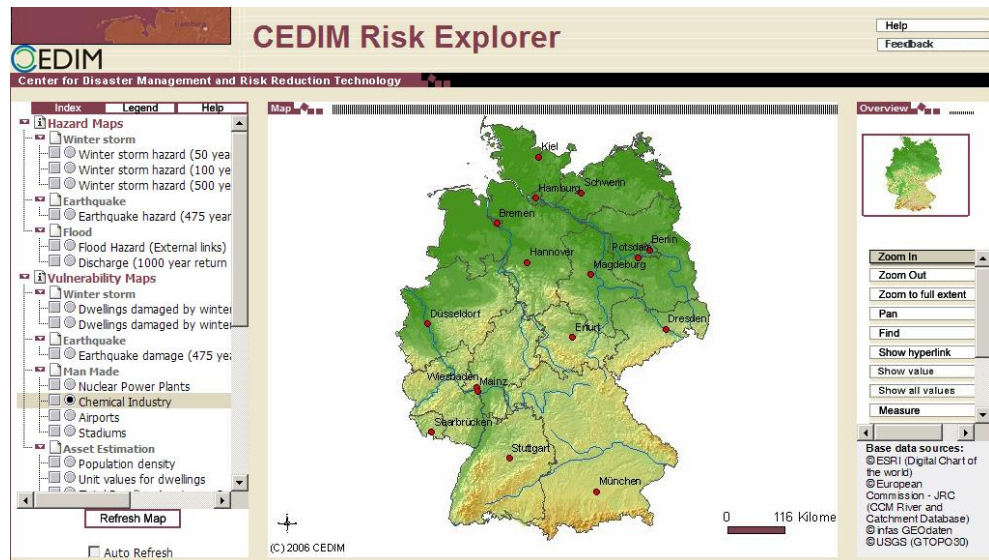 CEDIM
CEDIM Risk Explorer
Help
Feedback
Center for Disaster Management and Risk Reduction Technology
Index Legend Help
Hazard Maps
Winter storm
Winter storm hazard (50 yea
Winter storm hazard (100 ye
Winter storm hazard (500 ye
Earthquake
Earthquake hazard (475 year
Flood
Flood Hazard (External links)
Discharge (1000 year return
Vulnerability Maps
Winter storm
Dwellings damaged by winter
Dwellings damaged by winter
Earthquake
Earthquake damage (475 yea
Man Made
Nuclear Power Plants
Chemical Industry
Airports
Stadiums
Asset Estimation
Population density
Unit values for dwellings
Refresh Map
Auto Refresh
Map
Kiel
Hamburg
Schwerin
Bremen
Hannover
Potsdam
Berlin
Magdeburg
Düsseldorf
Erfurt
Dresden
Wiesbaden
Mainz
Saarbrücken
Stuttgart
München
0 116 Kilome
(C) 2006 CEDIM
Overview
Zoom In
Zoom Out
Zoom to full extent
Pan
Find
Show hyperlink
Show value
Show all values
Measure
Base data sources:
©ESRI (Digital Chart of
the world)
©European
Commission - JRC
(CCM River and
Catchment Database)
©infas GEOdaten
©USGS (GTOPO30)